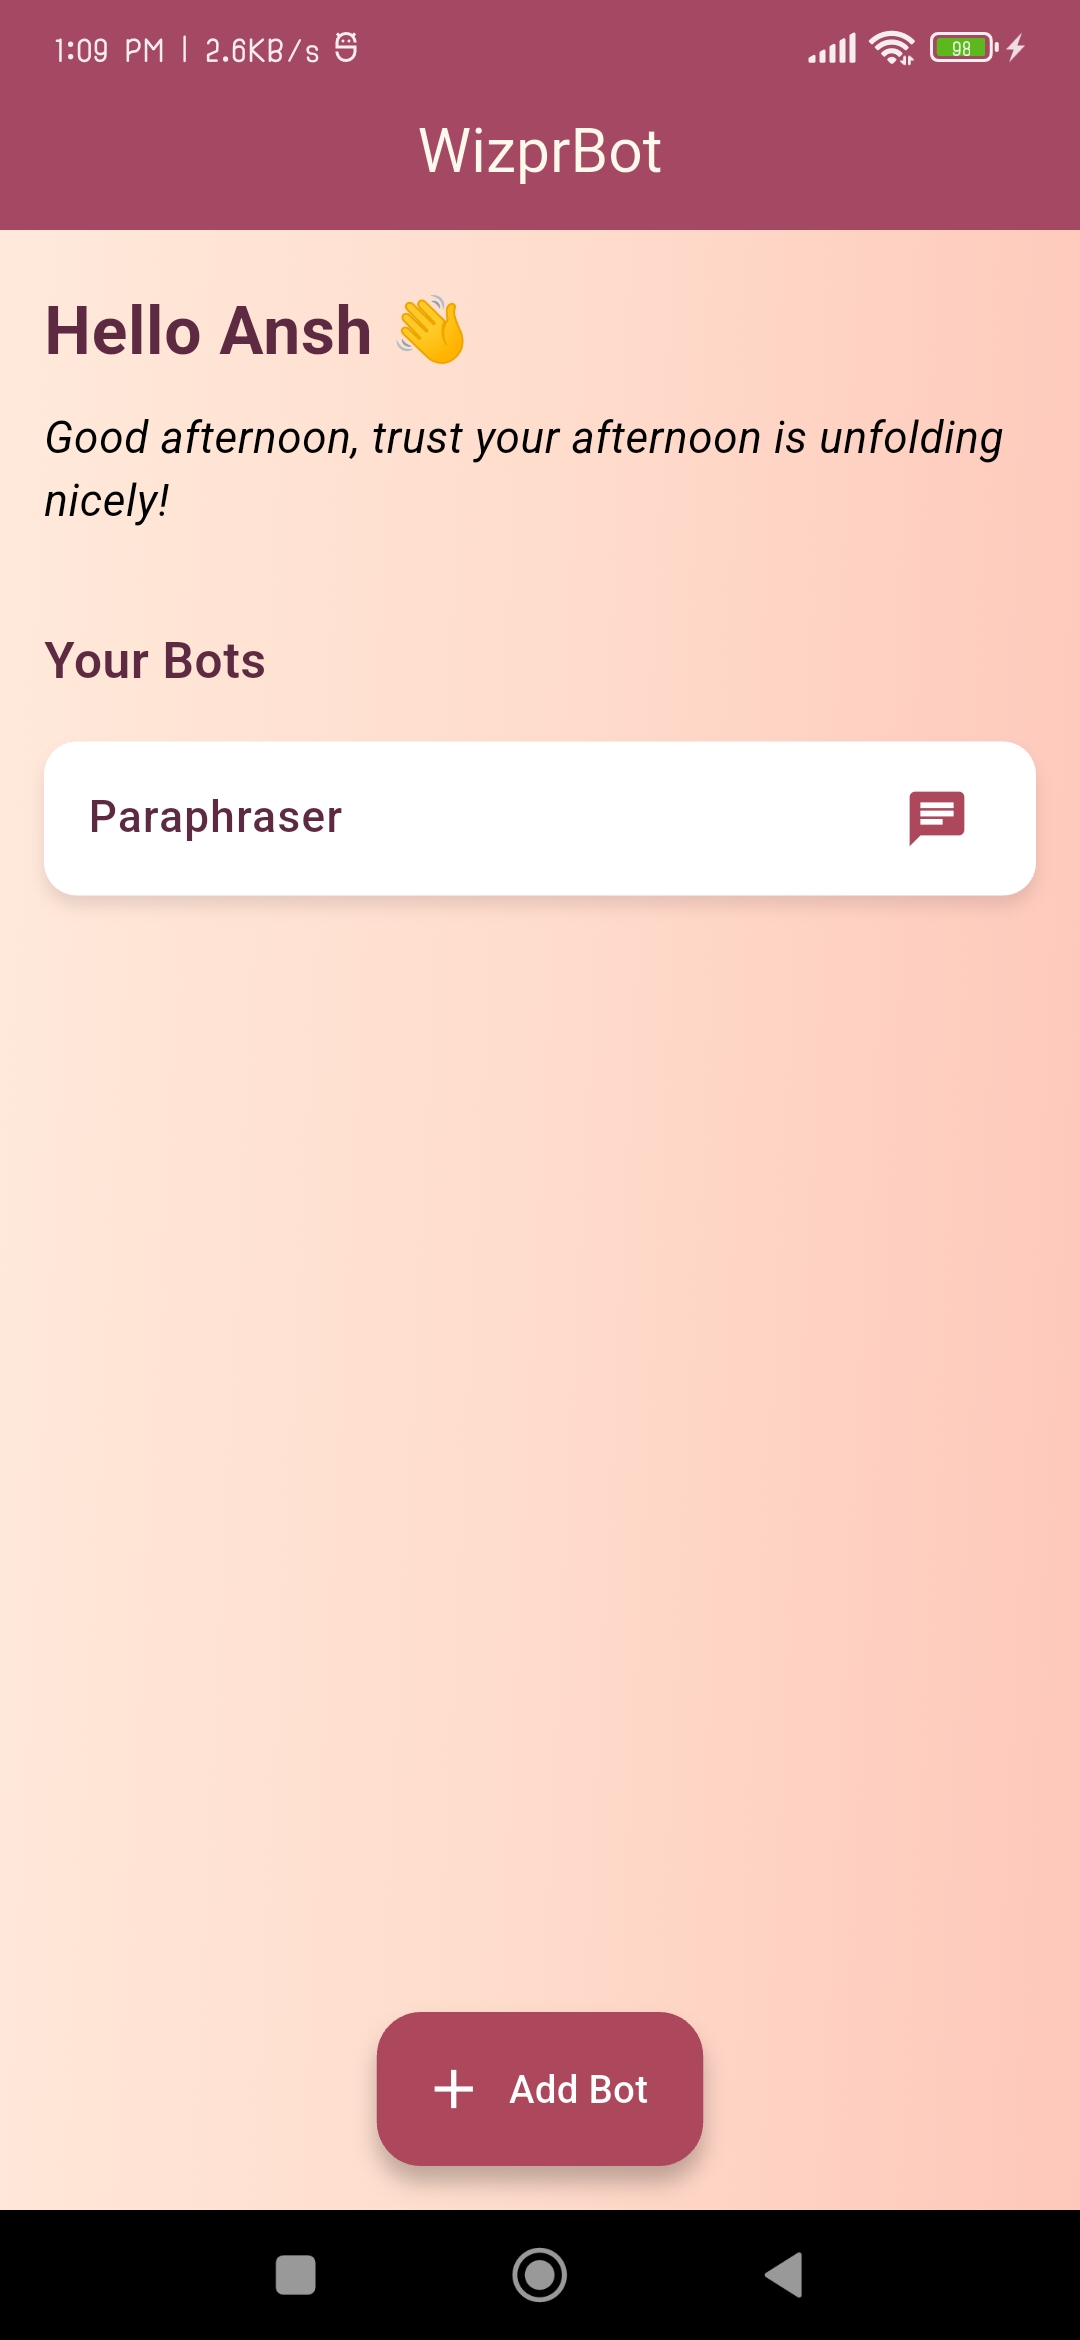 1:09 PM | 2.6KB/s
98
WizprBot
Hello Ansh 👋
Good afternoon, trust your afternoon is unfolding
nicely!
Your Bots
Paraphraser
Add Bot